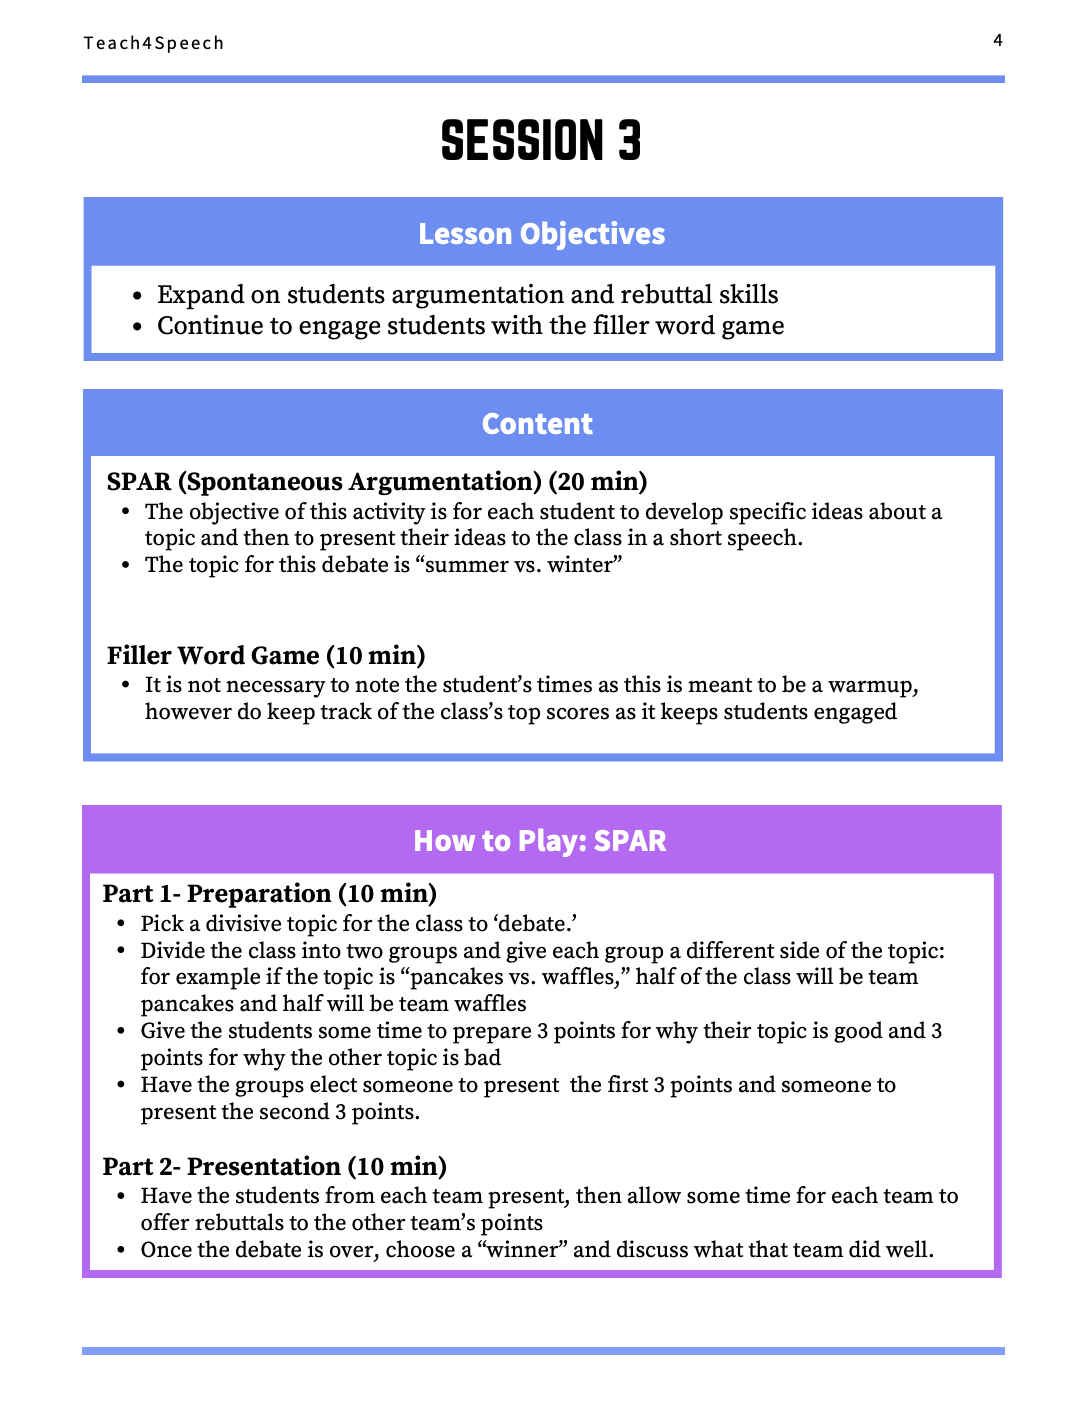 Teach4Speech
4
SESSION 3
Lesson Objectives
• Expand on students argumentation and rebuttal skills
• Continue to engage students with the filler word game
Content
SPAR (Spontaneous Argumentation) (20 min)
• The objective of this activity is for each student to develop specific ideas about a
topic and then to present their ideas to the class in a short speech.
• The topic for this debate is “summer vs. winter”
Filler Word Game (10 min)
• It is not necessary to note the student’s times as this is meant to be a warmup,
however do keep track of the class’s top scores as it keeps students engaged
How to Play: SPAR
Part 1- Preparation (10 min)
• Pick a divisive topic for the class to ‘debate.’
• Divide the class into two groups and give each group a different side of the topic:
for example if the topic is “pancakes vs. waffles,” half of the class will be team
pancakes and half will be team waffles
• Give the students some time to prepare 3 points for why their topic is good and 3
points for why the other topic is bad
• Have the groups elect someone to present  the first 3 points and someone to
present the second 3 points.
Part 2- Presentation (10 min)
• Have the students from each team present, then allow some time for each team to
offer rebuttals to the other team’s points
• Once the debate is over, choose a “winner” and discuss what that team did well.